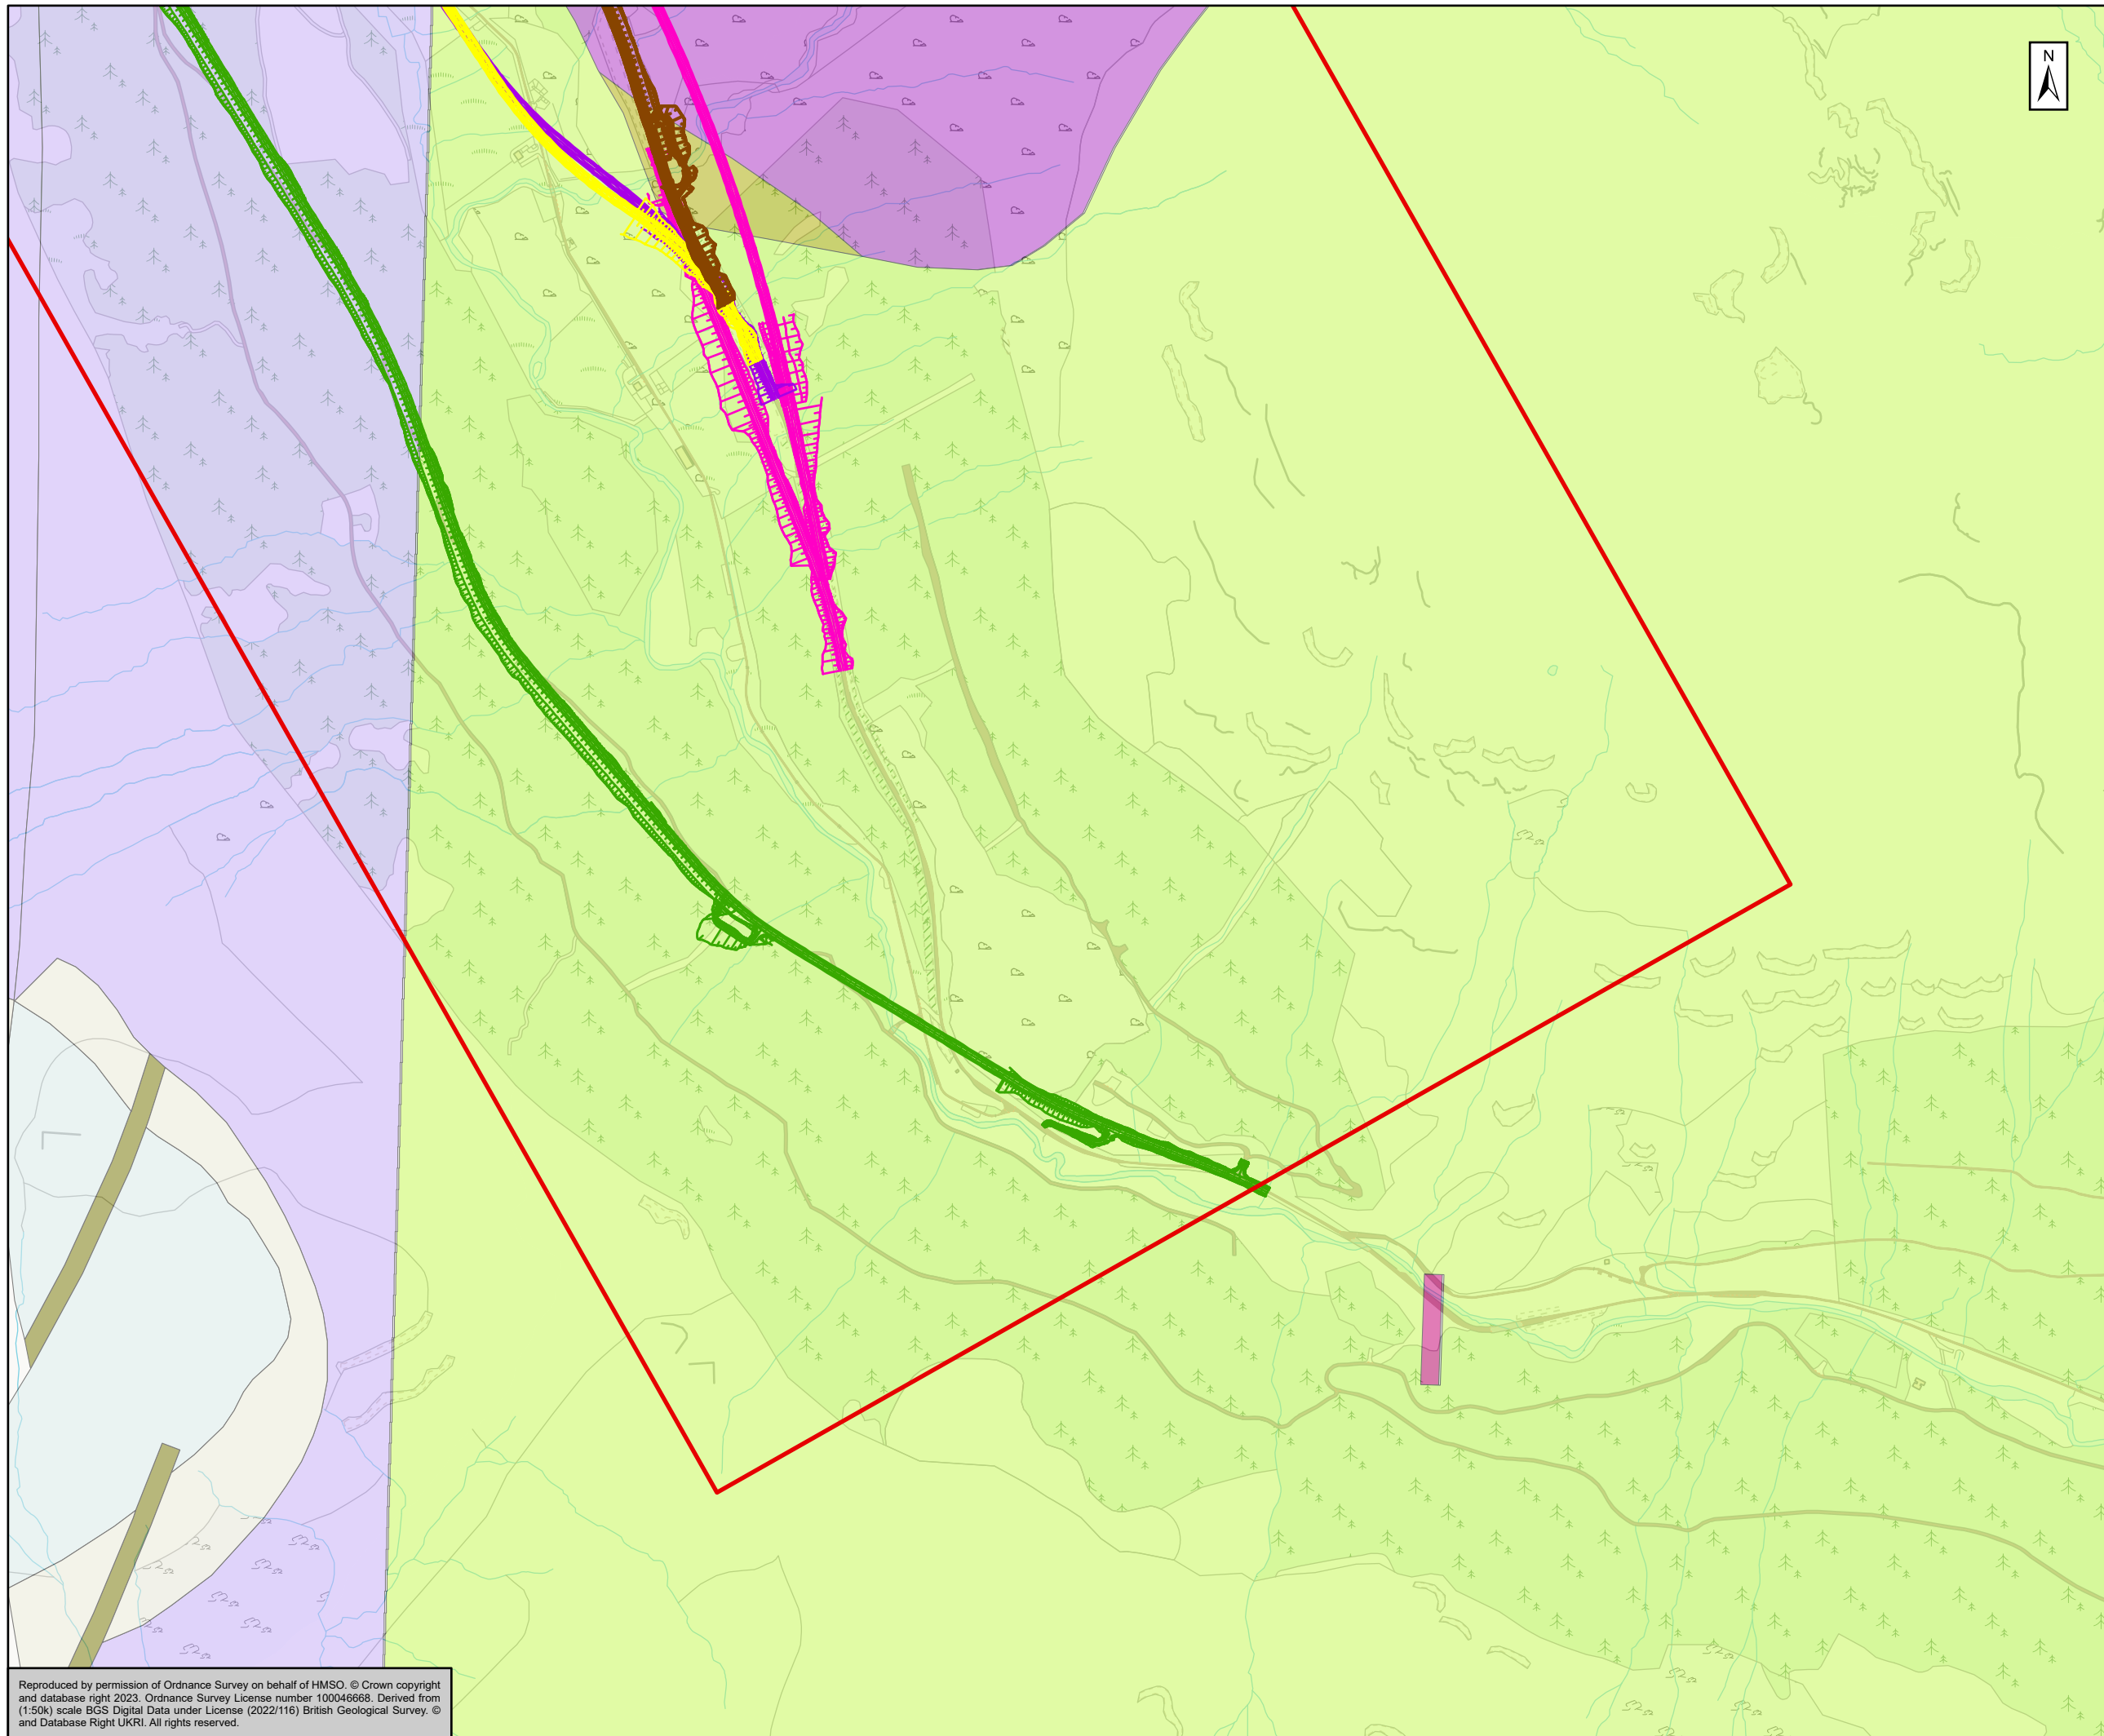 N
Reproduced by permission of Ordnance Survey on behalf of HMSO. © Crown copyright
and database right 2023. Ordnance Survey License number 100046668. Derived from
(1:50k) scale BGS Digital Data under License (2022/116) British Geological Survey. ©
and Database Right UKRI. All rights reserved.